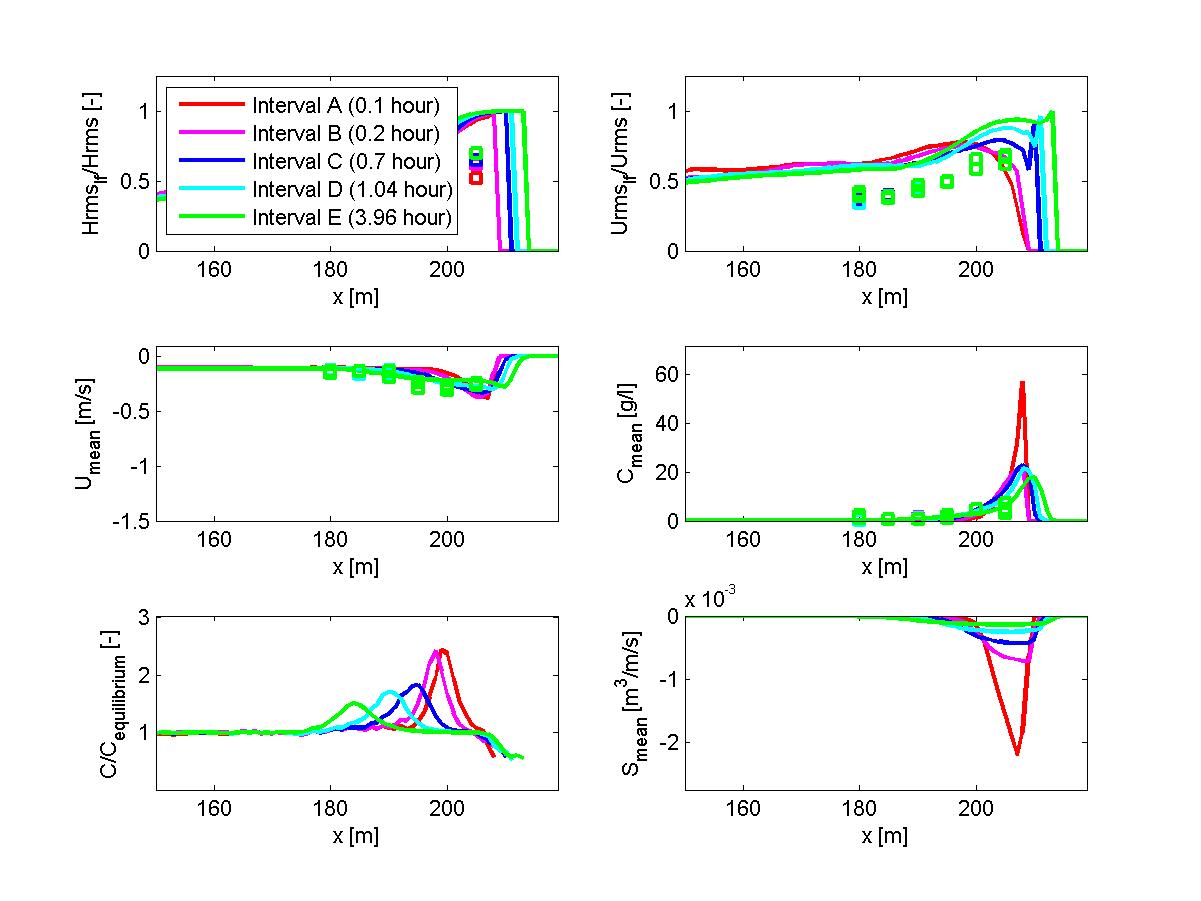 Hrms_lf/Hrms [-]
1
0.5
0
160 180 200
x [m]
Interval A (0.1 hour)
Interval B (0.2 hour)
Interval C (0.7 hour)
Interval D (1.04 hour)
Interval E (3.96 hour)
Urms_lf/Urms [-]
1
0.5
0
160 180 200
x [m]
U_mean [m/s]
0
-0.5
-1
-1.5
160 180 200
x [m]
C_mean [g/l]
60
40
20
0
160 180 200
x [m]
C/C_equilibrium [-]
3
2
1
160 180 200
x [m]
x 10^-3
S_mean [m^3/m/s]
0
-1
-2
160 180 200
x [m]